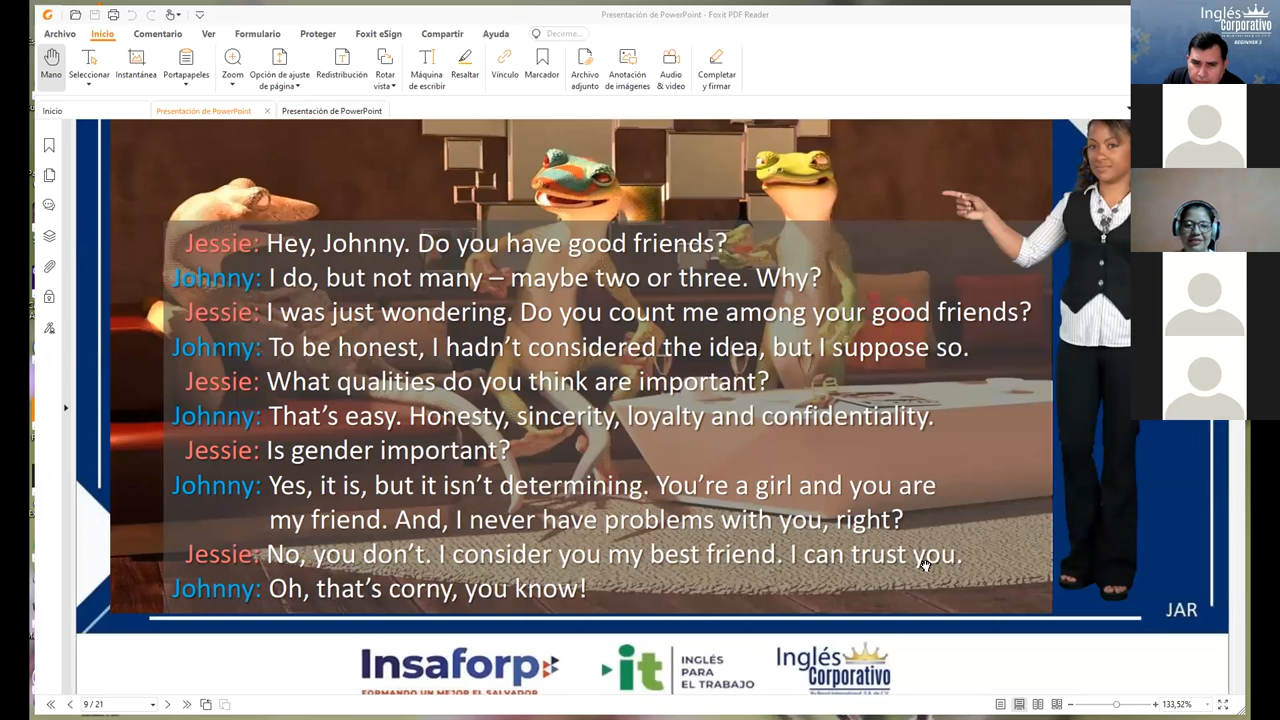 Presentación de PowerPoint - Foxit PDF Reader
Archivo Inicio Comentario Ver Formulario Proteger Foxit eSign Compartir Ayuda Decirme...
Mano Seleccionar Instantánea Portapapeles Zoom Opción de ajuste de página Redistribución Rotar vista Máquina de escribir Resaltar Vínculo Marcador Archivo adjunto Anotación de imágenes Audio & video Completar y firmar
Inicio Presentación de PowerPoint Presentación de PowerPoint
Inglés
Corporativo
BEGINNER 2
Jessie: Hey, Johnny. Do you have good friends?
Johnny: I do, but not many – maybe two or three. Why?
Jessie: I was just wondering. Do you count me among your good friends?
Johnny: To be honest, I hadn't considered the idea, but I suppose so.
Jessie: What qualities do you think are important?
Johnny: That's easy. Honesty, sincerity, loyalty and confidentiality.
Jessie: Is gender important?
Johnny: Yes, it is, but it isn't determining. You're a girl and you are
my friend. And, I never have problems with you, right?
Jessie: No, you don't. I consider you my best friend. I can trust you.
Johnny: Oh, that's corny, you know!
JAR
Insaforp
FORMANDO UN MEJOR EL SALVADOR
it
INGLÉS
PARA
EL TRABAJO
Inglés
Corporativo
9 / 21
133,52%